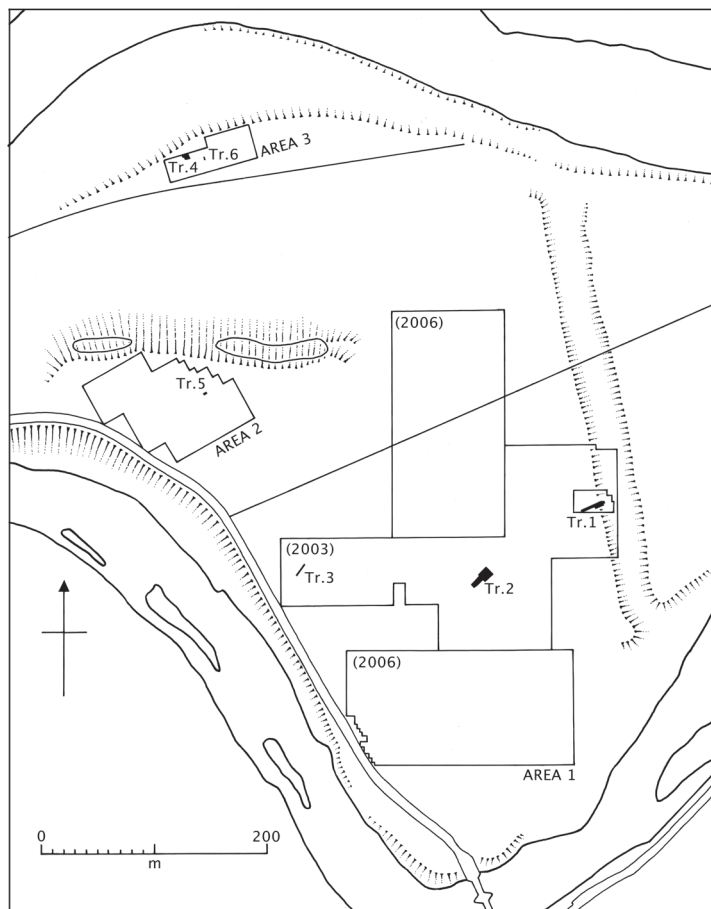 AREA 3
Tr.6
Tr.4
(2006)
Tr.5
AREA 2
Tr.1
(2003)
Tr.3
Tr.2
(2006)
AREA 1
0 200
m